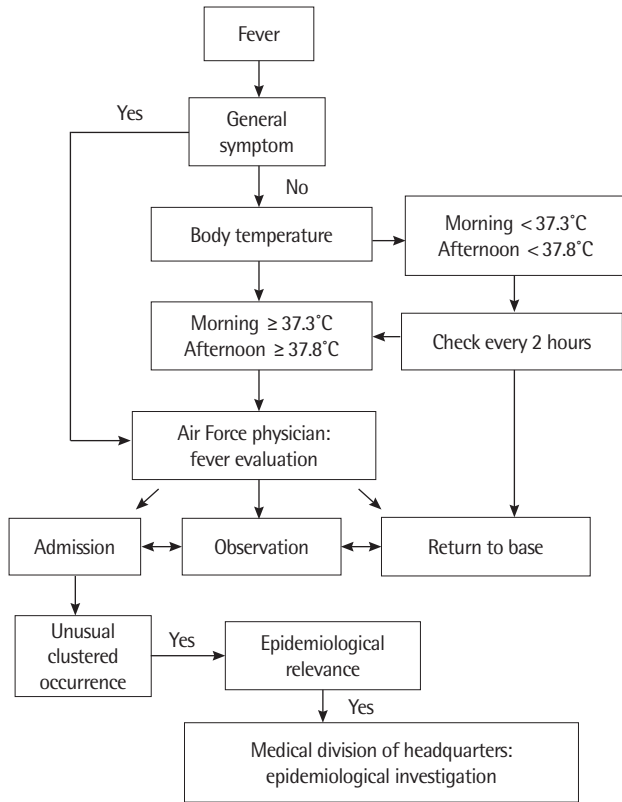 Fever
Yes
General
symptom
No
Body temperature
Morning < 37.3˚C
Afternoon < 37.8˚C
Morning ≥ 37.3˚C
Afternoon ≥ 37.8˚C
Check every 2 hours
Air Force physician:
fever evaluation
Admission
Observation
Return to base
Unusual
clustered
occurrence
Yes
Epidemiological
relevance
Yes
Medical division of headquarters:
epidemiological investigation